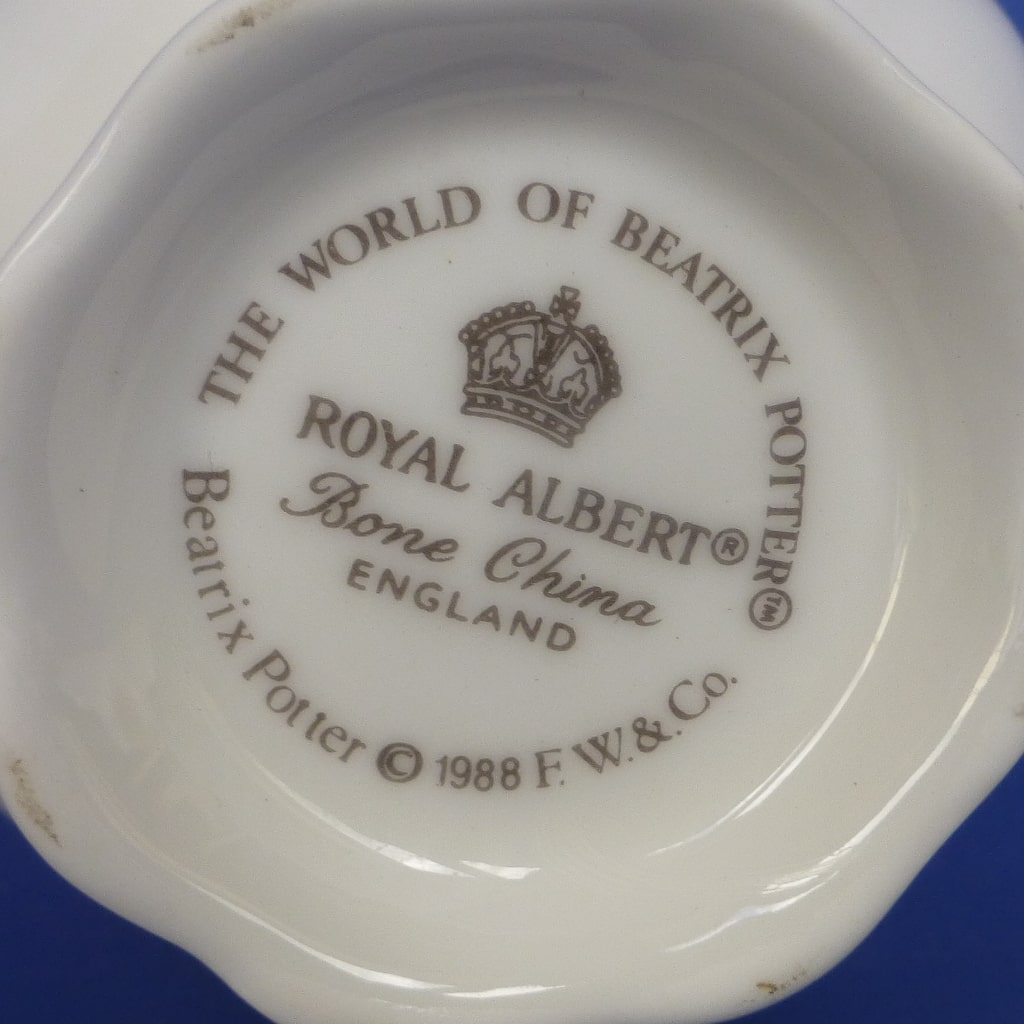 THE WORLD OF BEATRIX POTTER™
ROYAL ALBERT®
Bone China
ENGLAND
Beatrix Potter © 1988 F. W. & Co.